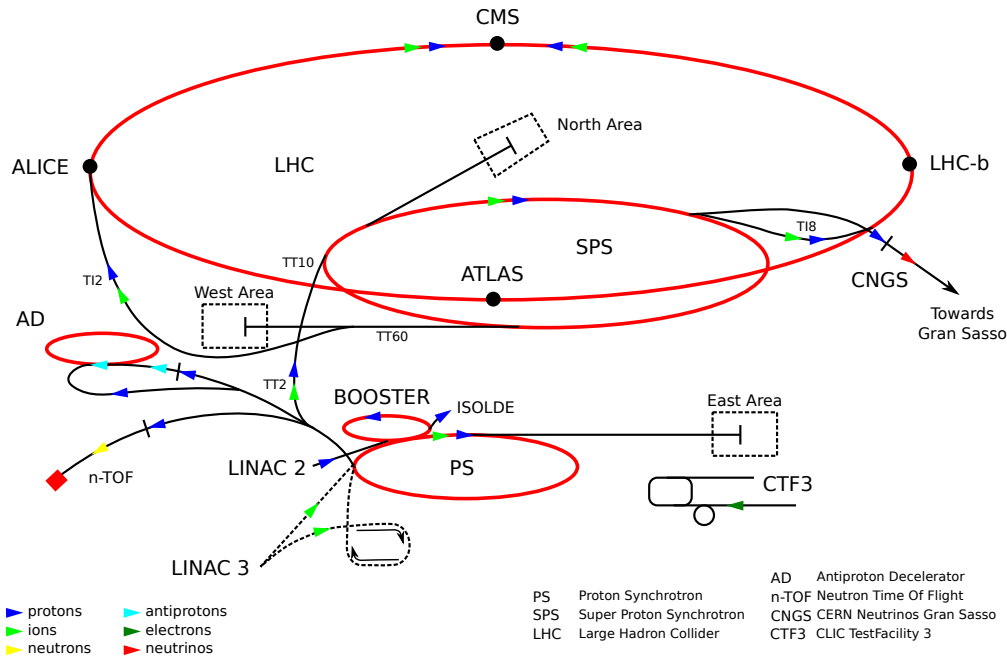 CMS
North Area
ALICE
LHC
LHC-b
SPS
TI8
TT10
ATLAS
CNGS
TI2
West Area
Towards
Gran Sasso
AD
TT60
TT2
BOOSTER
ISOLDE
East Area
LINAC 2
PS
n-TOF
CTF3
LINAC 3
protons
ions
neutrons
antiprotons
electrons
neutrinos
PS Proton Synchrotron
SPS Super Proton Synchrotron
LHC Large Hadron Collider
AD Antiproton Decelerator
n-TOF Neutron Time Of Flight
CNGS CERN Neutrinos Gran Sasso
CTF3 CLIC TestFacility 3